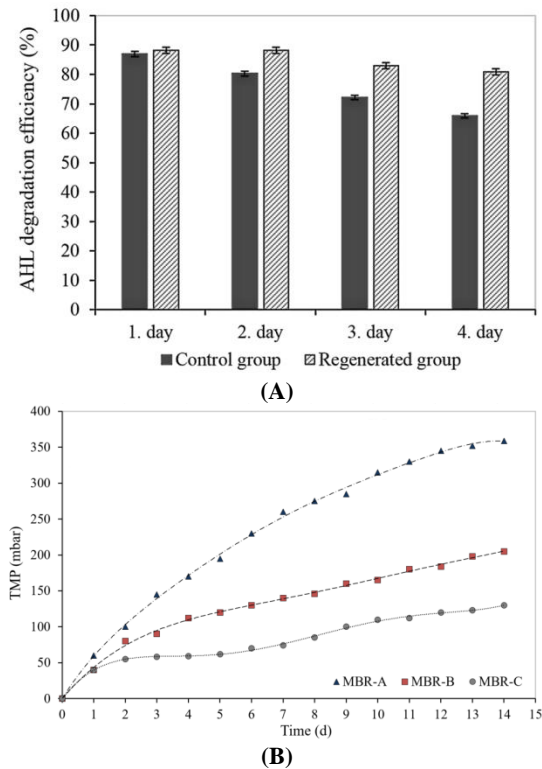 AHL degradation efficiency (%)
100
90
80
70
60
50
40
30
20
10
0
1. day 2. day 3. day 4. day
Control group Regenerated group
(A)
TMP (mbar)
400
350
300
250
200
150
100
50
0
0 1 2 3 4 5 6 7 8 9 10 11 12 13 14 15
MBR-A MBR-B MBR-C
Time (d)
(B)